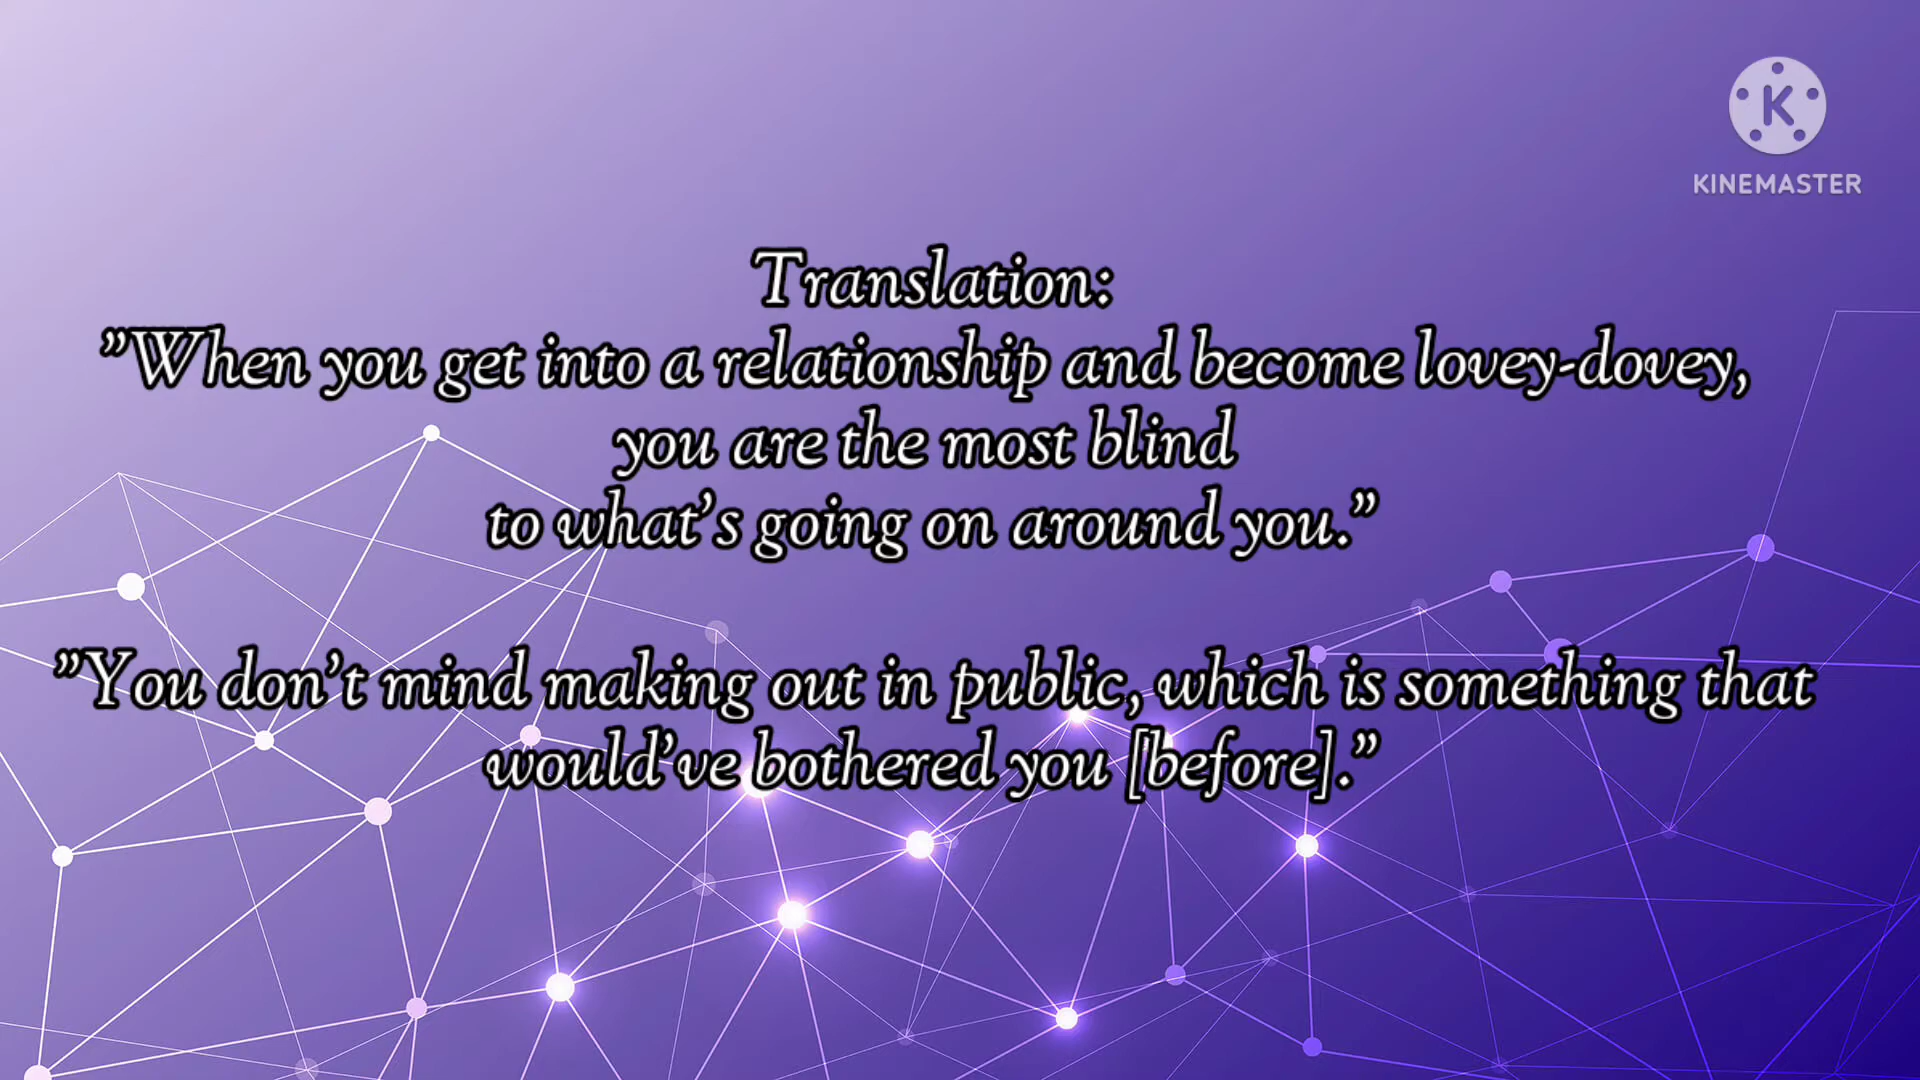 K
KINEMASTER
Translation:
"When you get into a relationship and become lovey-dovey,
you are the most blind
to what's going on around you."
"You don't mind making out in public, which is something that
would've bothered you [before]."